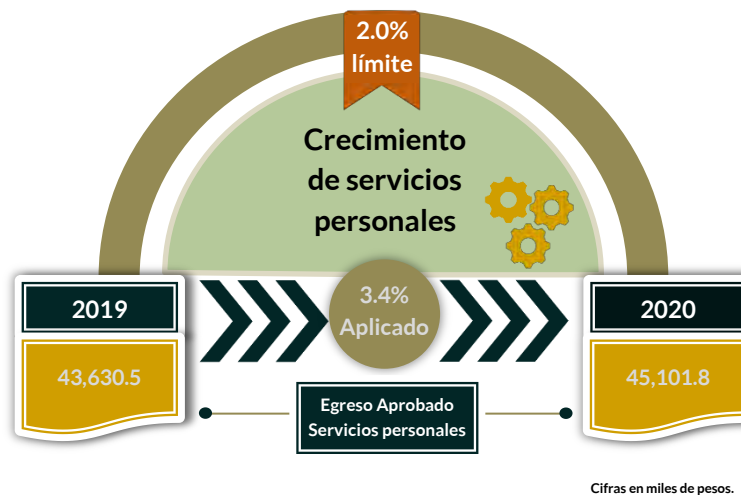 2.0%
límite
Crecimiento
de servicios
personales
2019
3.4%
Aplicado
2020
43,630.5
45,101.8
Egreso Aprobado
Servicios personales
Cifras en miles de pesos.